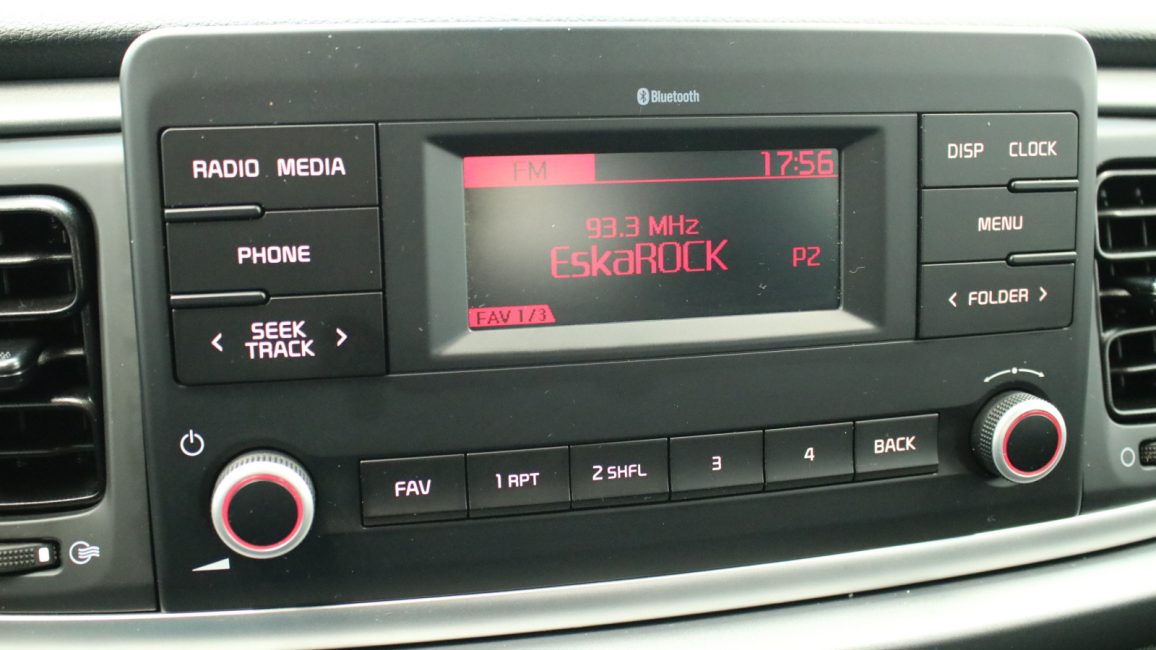 Bluetooth
RADIO MEDIA
PHONE
< SEEK TRACK >
FM 17:56
93.3 MHz
EskaROCK P2
FAV 1/3
DISP CLOCK
MENU
< FOLDER >
FAV 1 RPT 2 SHFL 3 4 BACK